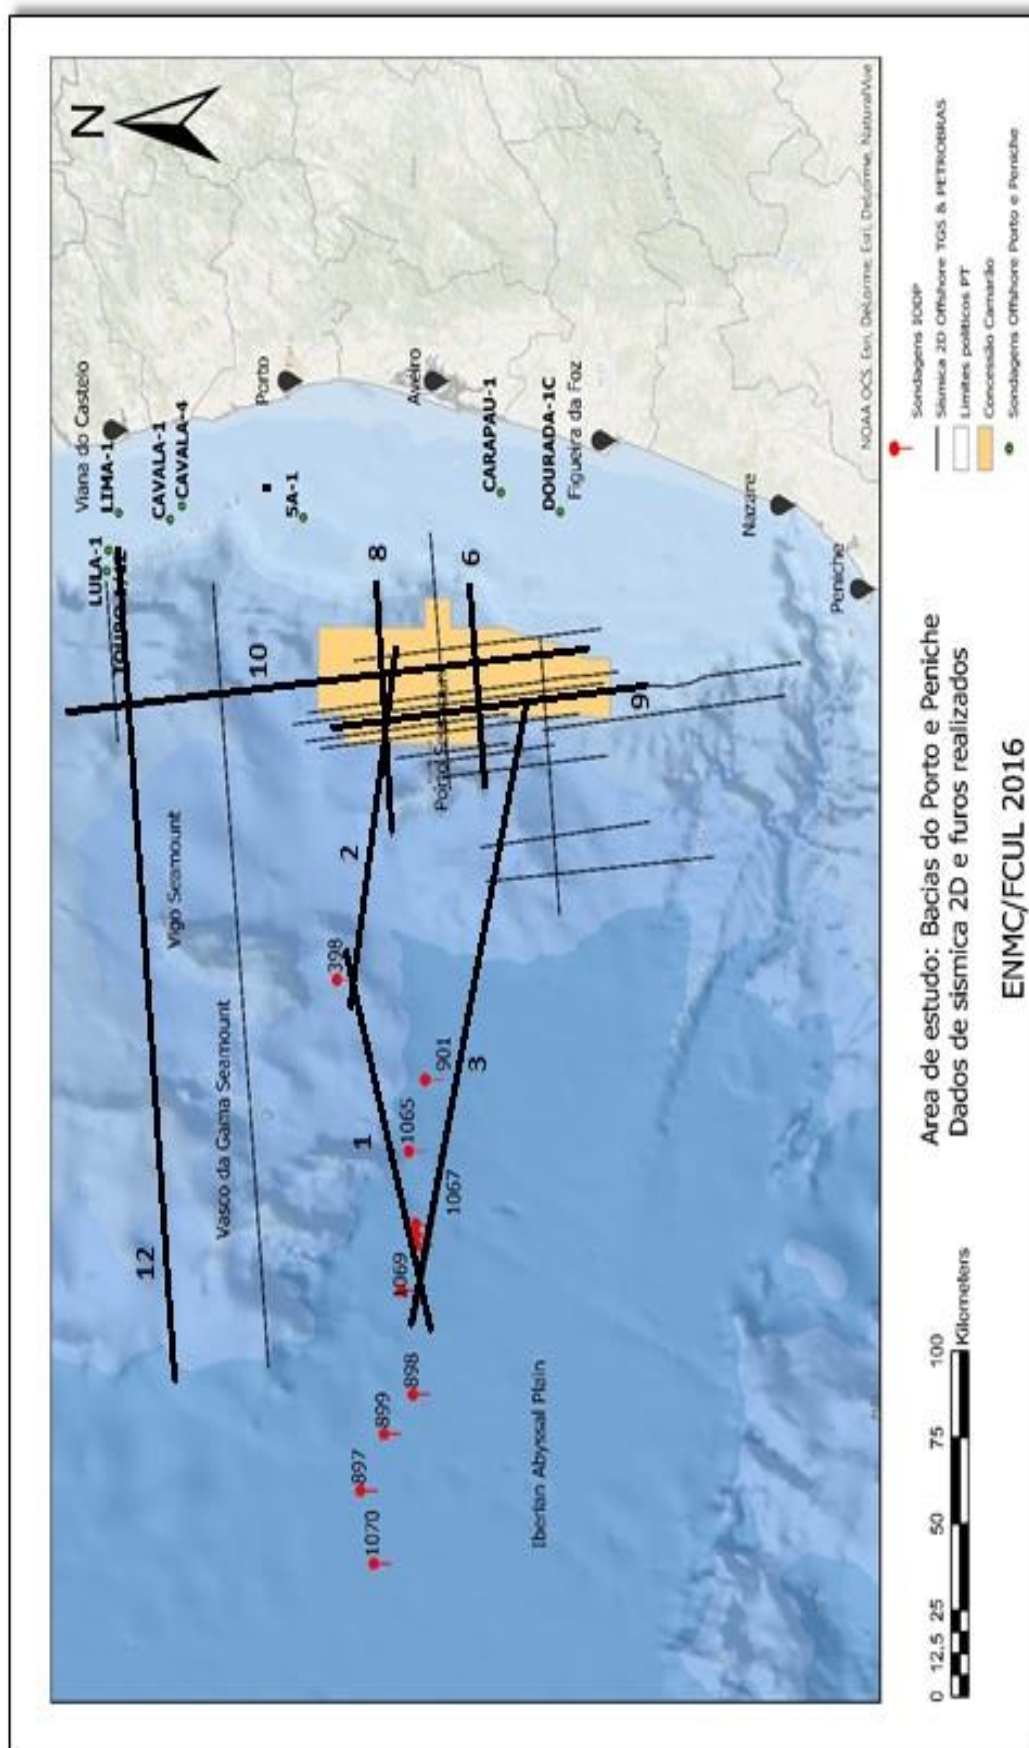 N
Viana do Castelo
LIMA-1
LULA-1
CAVALA-1
CAVALA-4
Porto
5A-1
Aveiro
CARAPAU-1
DOURADA-1C
Figueira da Foz
Nazare
Peniche
12
10
8
6
9
2
1
3
Vigo Seamount
Vasco da Gama Seamount
Porto
398
901
1065
1067
1069
898
899
897
1070
Iberian Abyssal Plain
NOAA OCS, Esri, DeLorme, Esri, DeLorme, NaturalVue
Sondagens IODP
Sísmica 2D Offshore TGS & PETROBRAS
Limites políticos PT
Concessão Camarão
Sondagens Offshore Porto e Peniche
Area de estudo: Bacias do Porto e Peniche
Dados de sísmica 2D e furos realizados
ENMC/FCUL 2016
0 12.5 25 50 75 100
Kilometers